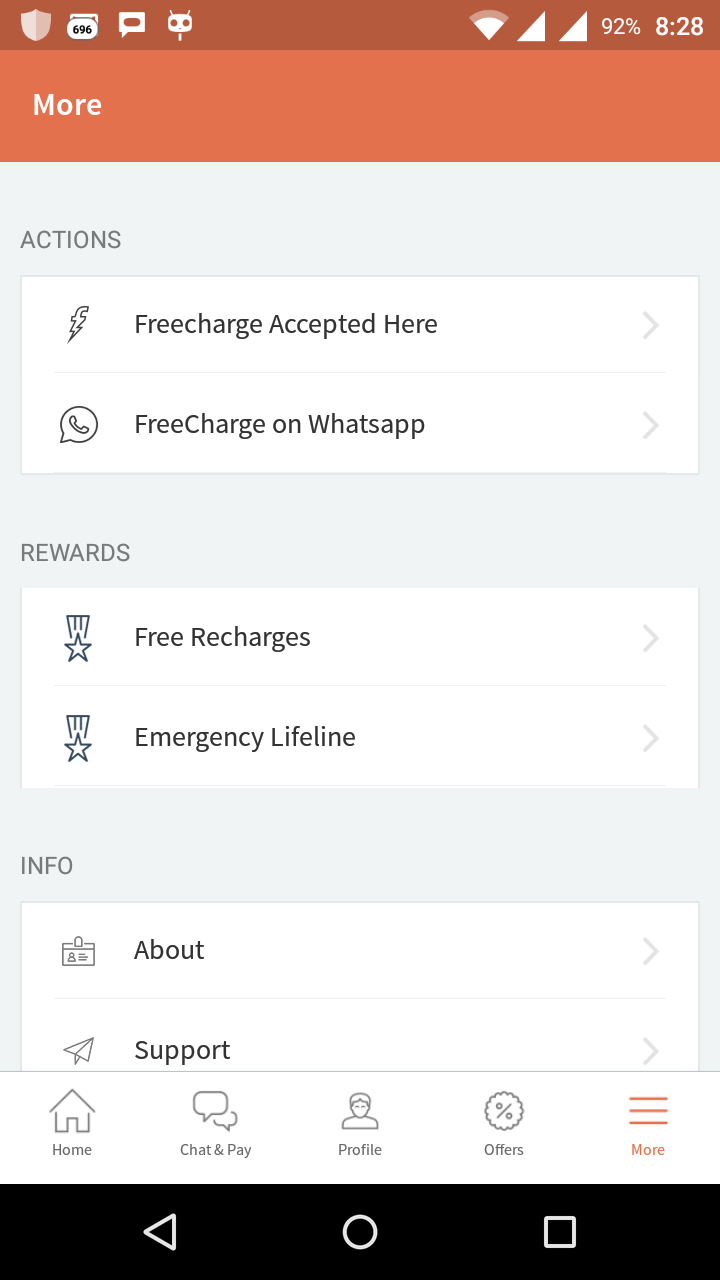 696 92% 8:28
More
ACTIONS
Freecharge Accepted Here
FreeCharge on Whatsapp
REWARDS
Free Recharges
Emergency Lifeline
INFO
About
Support
Home Chat & Pay Profile Offers More